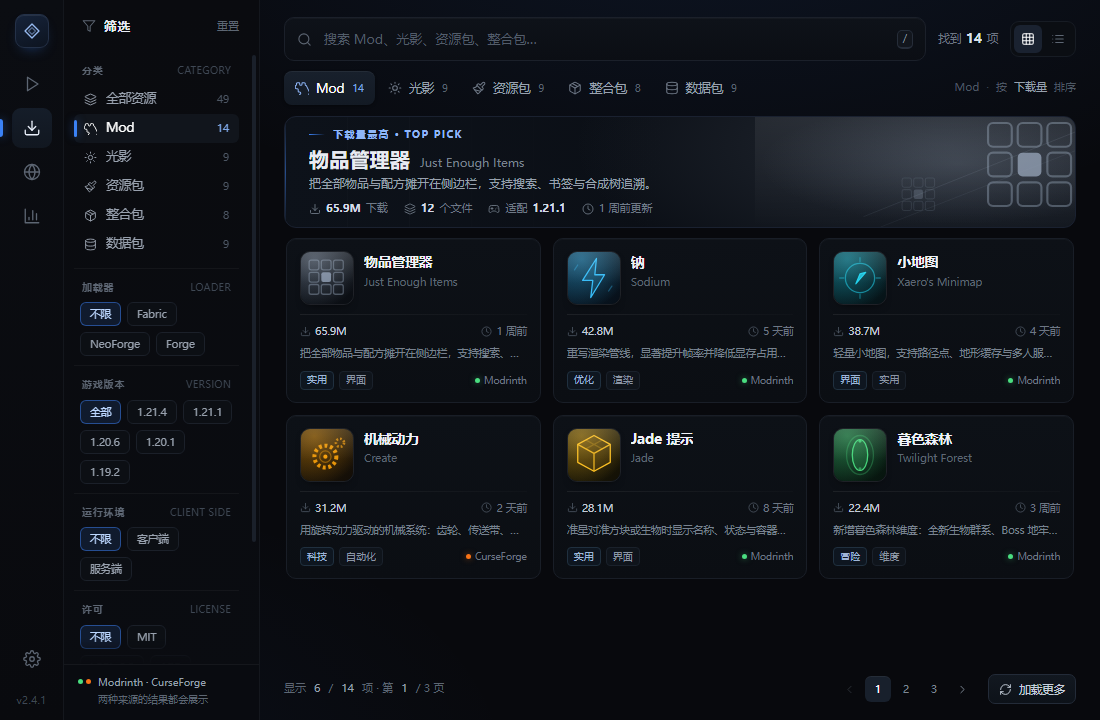 筛选
重置
分类 CATEGORY
全部资源 49
Mod 14
光影 9
资源包 9
整合包 8
数据包 9
加载器 LOADER
不限 Fabric
NeoForge Forge
游戏版本 VERSION
全部 1.21.4 1.21.1
1.20.6 1.20.1
1.19.2
运行环境 CLIENT SIDE
不限 客户端
服务端
许可 LICENSE
不限 MIT
Modrinth · CurseForge
两种来源的结果都会展示
v2.4.1
搜索 Mod、光影、资源包、整合包... /
找到 14 项
Mod 14 光影 9 资源包 9 整合包 8 数据包 9
Mod · 按 下载量 排序
下载量最高 • TOP PICK
物品管理器 Just Enough Items
把全部物品与配方摊开在侧边栏，支持搜索、书签与合成树追溯。
65.9M 下载 12 个文件 适配 1.21.1 1 周前更新
物品管理器
Just Enough Items
65.9M 1 周前
把全部物品与配方摊开在侧边栏，支持搜索、...
实用 界面 Modrinth
钠
Sodium
42.8M 5 天前
重写渲染管线，显著提升帧率并降低显存占用...
优化 渲染 Modrinth
小地图
Xaero's Minimap
38.7M 4 天前
轻量小地图，支持路径点、地形缓存与多人服...
界面 实用 Modrinth
机械动力
Create
31.2M 2 天前
用旋转动力驱动的机械系统：齿轮、传送带、...
科技 自动化 CurseForge
Jade 提示
Jade
28.1M 8 天前
准星对准方块或生物时显示名称、状态与容器...
实用 界面 Modrinth
暮色森林
Twilight Forest
22.4M 3 周前
新增暮色森林维度：全新生物群系、Boss 地牢...
冒险 维度 Modrinth
显示 6 / 14 项 · 第 1 / 3 页
1 2 3
加载更多